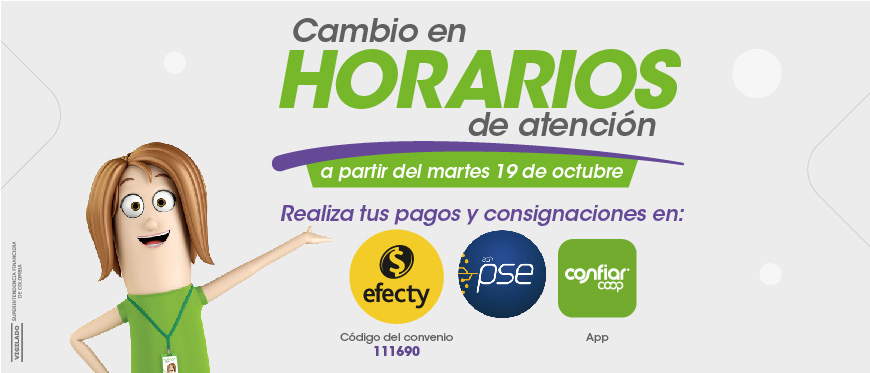 Cambio en
HORARIOS
de atención
a partir del martes 19 de octubre
Realiza tus pagos y consignaciones en:
efecty
ach
pse
confiar
coop
Código del convenio
111690
App
VIGILADO
SUPERINTENDENCIA FINANCIERA
DE COLOMBIA